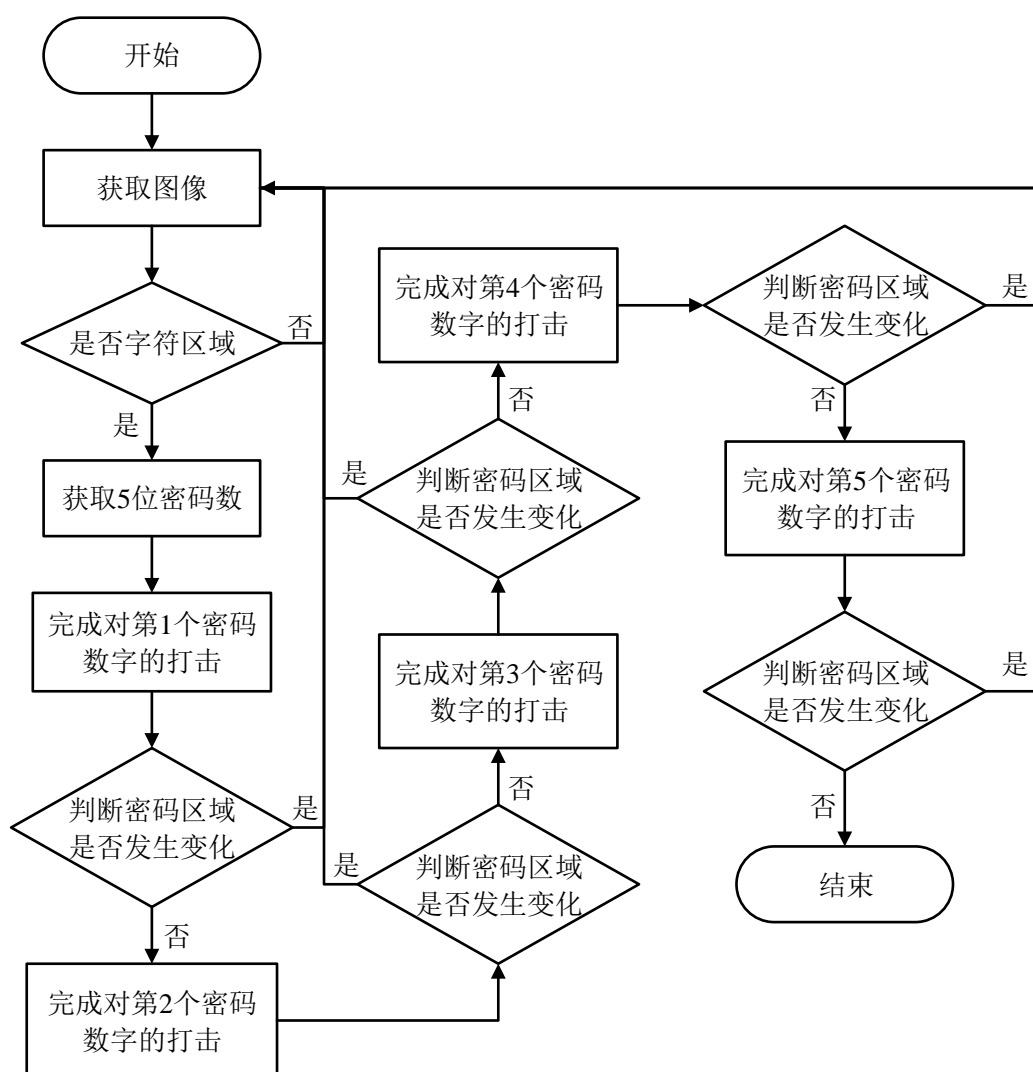 开始
获取图像
是否字符区域
否
是
获取5位密码数
完成对第1个密码
数字的打击
判断密码区域
是否发生变化
是
否
完成对第2个密码
数字的打击
判断密码区域
是否发生变化
是
否
完成对第3个密码
数字的打击
判断密码区域
是否发生变化
是
否
完成对第4个密码
数字的打击
判断密码区域
是否发生变化
是
否
完成对第5个密码
数字的打击
判断密码区域
是否发生变化
是
否
结束